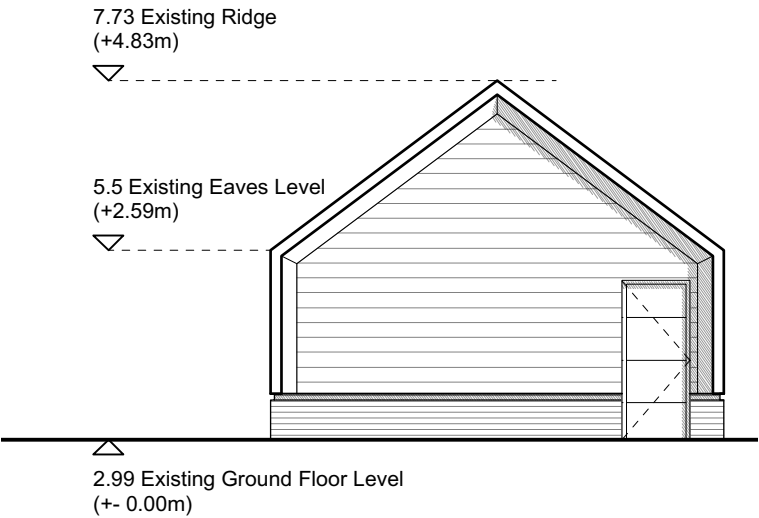 7.73 Existing Ridge
(+4.83m)
5.5 Existing Eaves Level
(+2.59m)
2.99 Existing Ground Floor Level
(+- 0.00m)